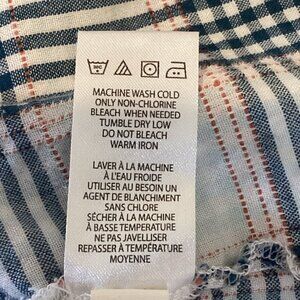 MACHINE WASH COLD
ONLY NON-CHLORINE
BLEACH WHEN NEEDED
TUMBLE DRY LOW
DO NOT BLEACH
WARM IRON
LAVER À LA MACHINE
À L'EAU FROIDE
UTILISER AU BESOIN UN
AGENT DE BLANCHIMENT
SANS CHLORE
SÉCHER À LA MACHINE
À BASSE TEMPERATURE
NE PAS JAVELLISER
REPASSER À TEMPÉRATURE
MOYENNE